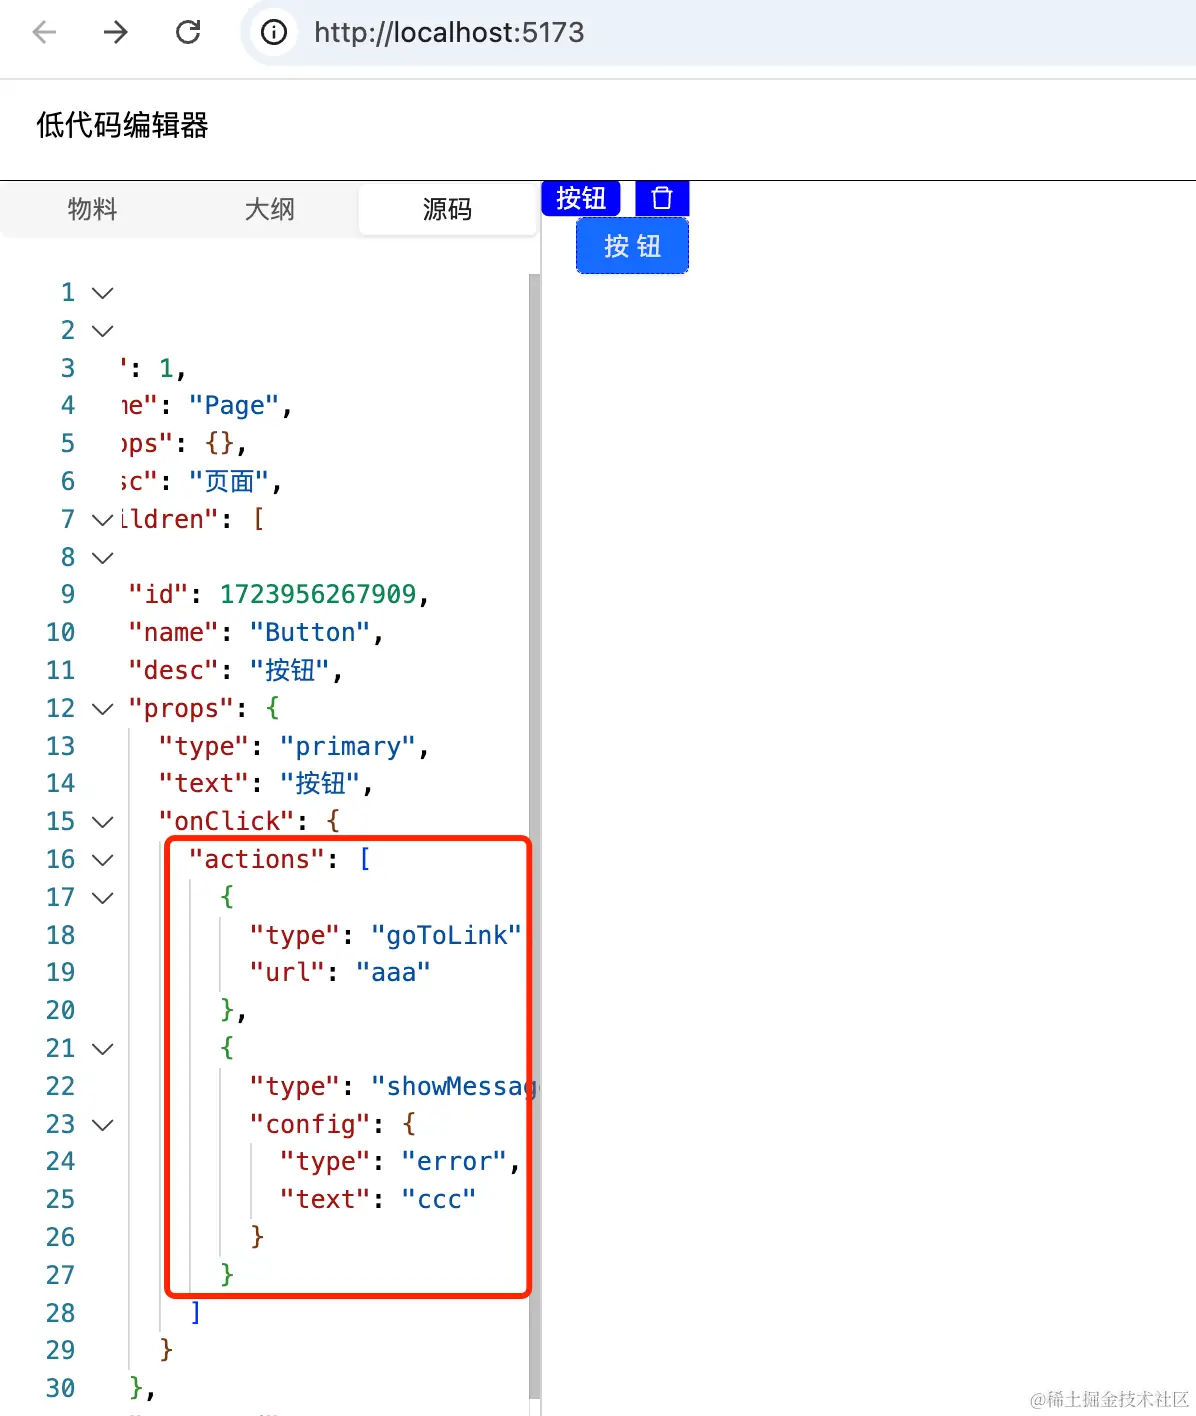 http://localhost:5173
低代码编辑器
物料 大纲 源码
按钮
按 钮
1
2
3 ": 1,
4 me": "Page",
5 ops": {},
6 sc": "页面",
7 ildren": [
8
9 "id": 1723956267909,
10 "name": "Button",
11 "desc": "按钮",
12 "props": {
13 "type": "primary",
14 "text": "按钮",
15 "onClick": {
16 "actions": [
17 {
18 "type": "goToLink"
19 "url": "aaa"
20 },
21 {
22 "type": "showMessag
23 "config": {
24 "type": "error",
25 "text": "ccc"
26 }
27 }
28 ]
29 }
30 },
@稀土掘金技术社区